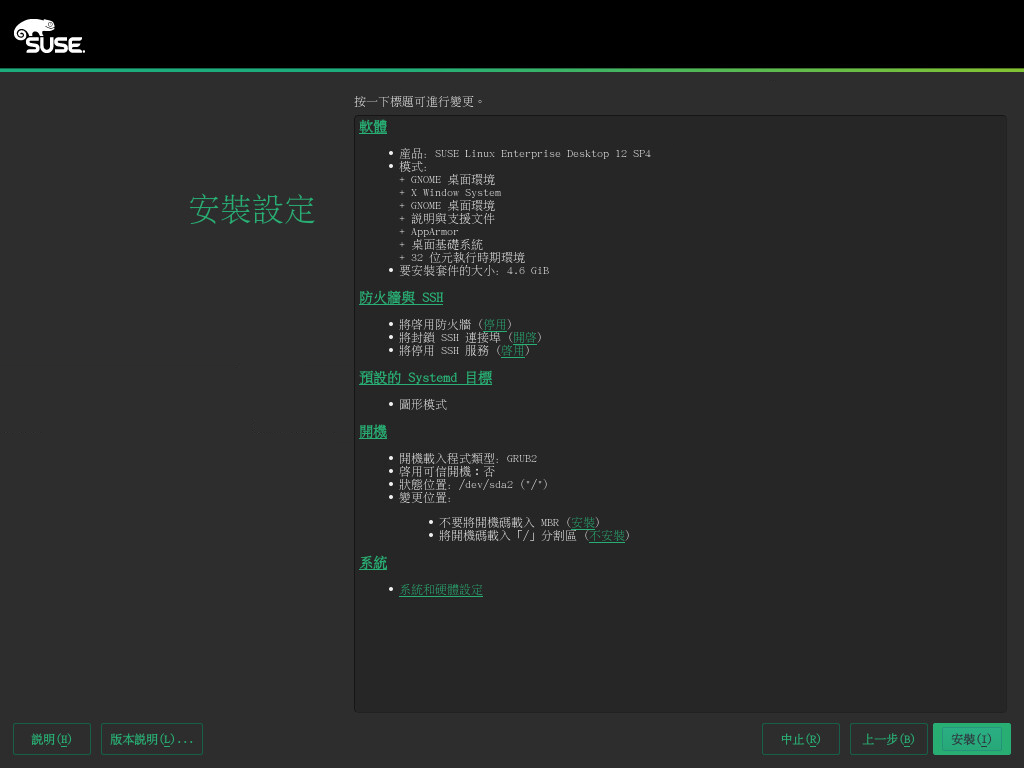 SUSE
按一下標題可進行變更。
安裝設定
軟體
• 產品: SUSE Linux Enterprise Desktop 12 SP4
• 模式:
+ GNOME 桌面環境
+ X Window System
+ GNOME 桌面環境
+ 說明與支援文件
+ AppArmor
+ 桌面基礎系統
+ 32 位元執行時期環境
• 要安裝套件的大小: 4.6 GiB
防火牆與 SSH
• 將啟用防火牆 (停用)
• 將封鎖 SSH 連接埠 (開啟)
• 將停用 SSH 服務 (啟用)
預設的 Systemd 目標
• 圖形模式
開機
• 開機載入程式類型: GRUB2
• 啟用可信開機：否
• 狀態位置: /dev/sda2 ("/")
• 變更位置:
• 不要將開機碼載入 MBR (安裝)
• 將開機碼載入「/」分割區 (不安裝)
系統
• 系統和硬體設定
說明(H)
版本說明(L)...
中止(R)
上一步(B)
安裝(I)